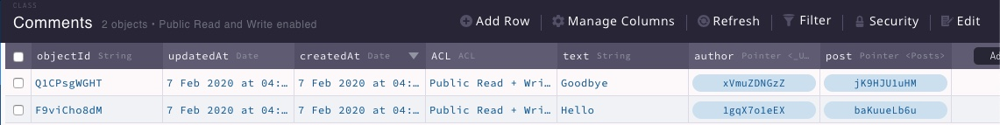 CLASS
Comments 2 objects • Public Read and Write enabled Add Row Manage Columns Refresh Filter Security Edit
objectId String updatedAt Date createdAt Date ACL ACL text String author Pointer <_U… post Pointer <Posts> Ad
Q1CPsgWGHT 7 Feb 2020 at 04:… 7 Feb 2020 at 04:… Public Read + Wri… Goodbye xVmuZDNGzZ jK9HJU1uHM
F9viCho8dM 7 Feb 2020 at 04:… 7 Feb 2020 at 04:… Public Read + Wri… Hello 1gqX7o1eEX baKuueLb6u